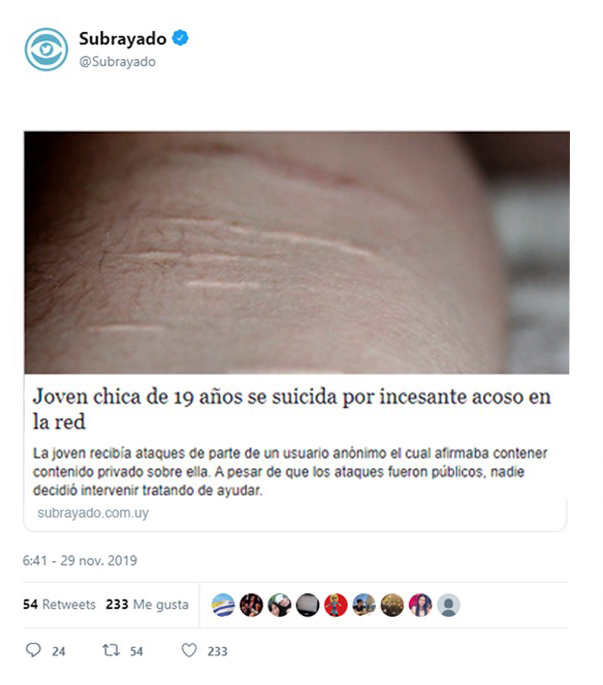 Subrayado
@Subrayado
Joven chica de 19 años se suicida por incesante acoso en
la red
La joven recibía ataques de parte de un usuario anònimo el cual afirmaba contener
contenido privado sobre ella. A pesar de que los ataques fueron públicos, nadie
decidió intervenir tratando de ayudar.
subrayado.com.uy
6:41 - 29 nov. 2019
54 Retweets 233 Me gusta
24 54 233